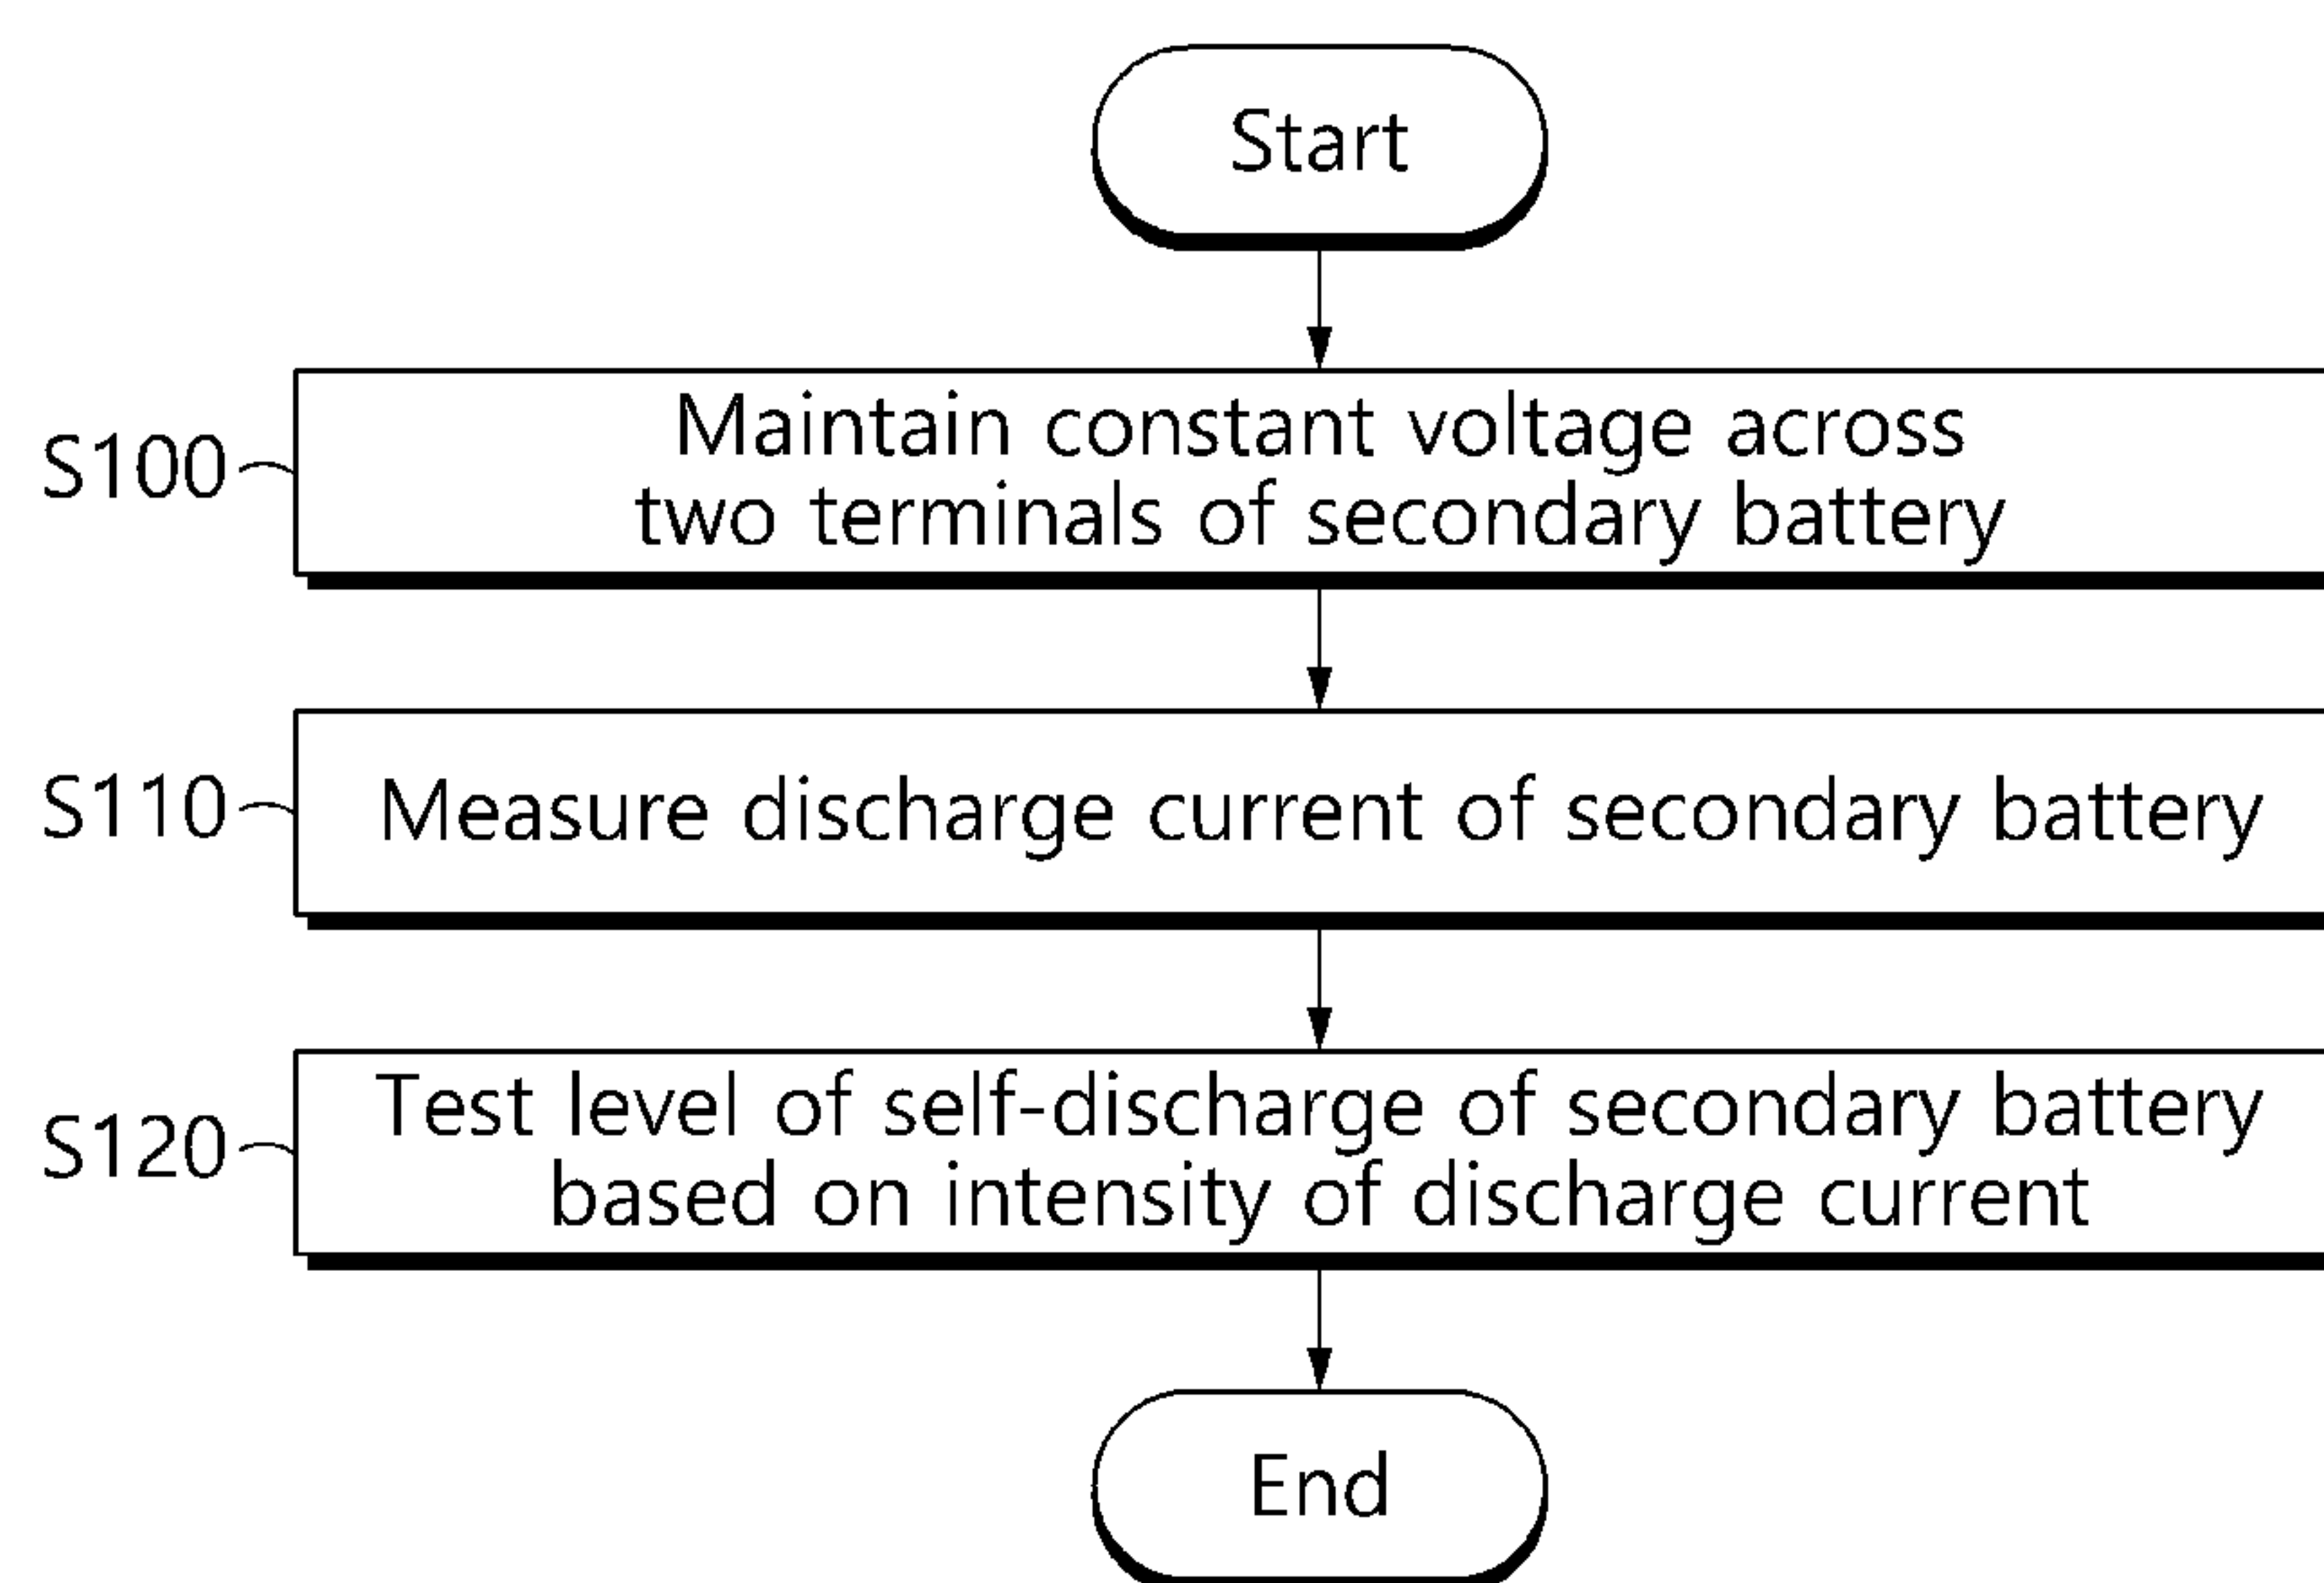 Start
S100
Maintain constant voltage across
two terminals of secondary battery
S110
Measure discharge current of secondary battery
S120
Test level of self-discharge of secondary battery
based on intensity of discharge current
End